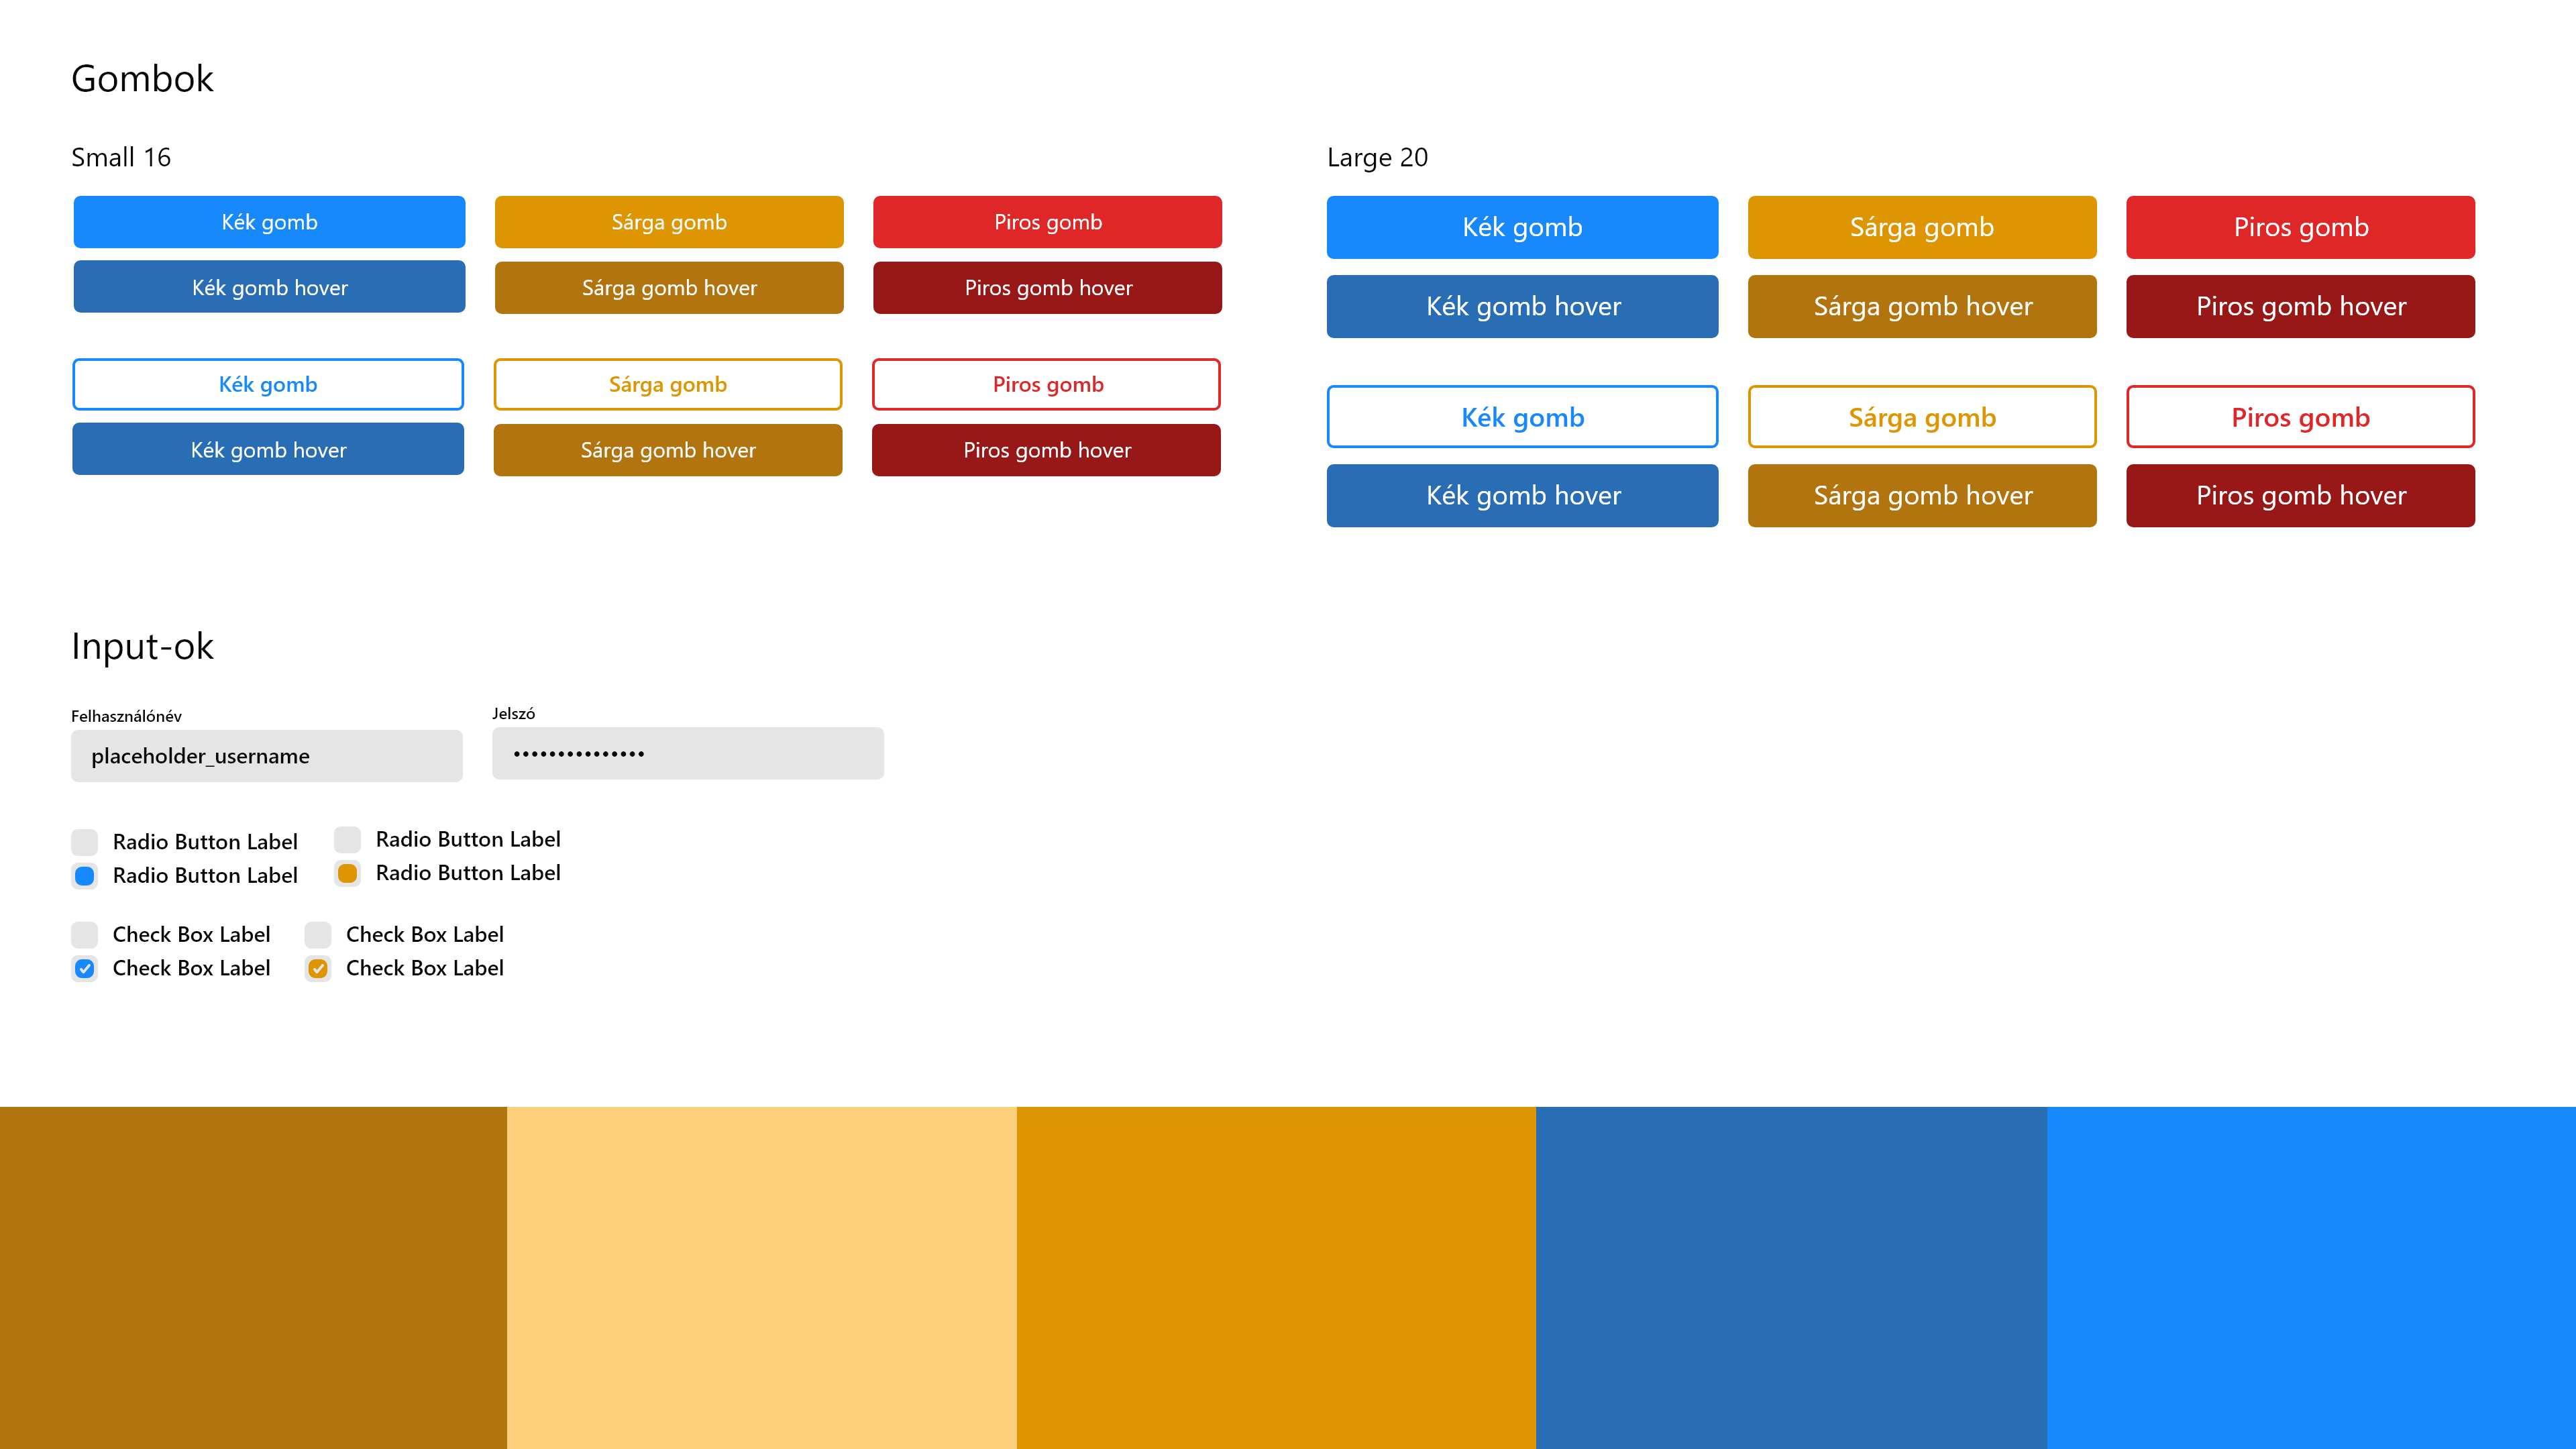 Gombok
Small 16
Kék gomb
Sárga gomb
Piros gomb
Kék gomb hover
Sárga gomb hover
Piros gomb hover
Kék gomb
Sárga gomb
Piros gomb
Kék gomb hover
Sárga gomb hover
Piros gomb hover
Large 20
Kék gomb
Sárga gomb
Piros gomb
Kék gomb hover
Sárga gomb hover
Piros gomb hover
Kék gomb
Sárga gomb
Piros gomb
Kék gomb hover
Sárga gomb hover
Piros gomb hover
Input-ok
Felhasználónév
placeholder_username
Jelszó
•••••••••••••••
Radio Button Label
Radio Button Label
Radio Button Label
Radio Button Label
Check Box Label
Check Box Label
Check Box Label
Check Box Label